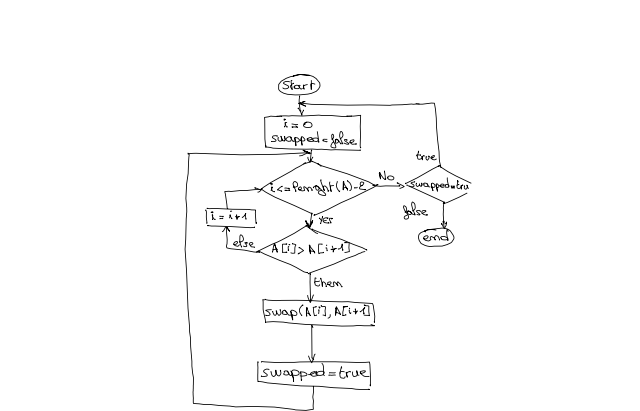 Start
i = 0
swapped = false
i <= lenght(A)-2
No
swapped = tru
true
false
end
yes
i = i+1
else
A[i] > A[i+1]
then
swap(A[i], A[i+1]
swapped = true